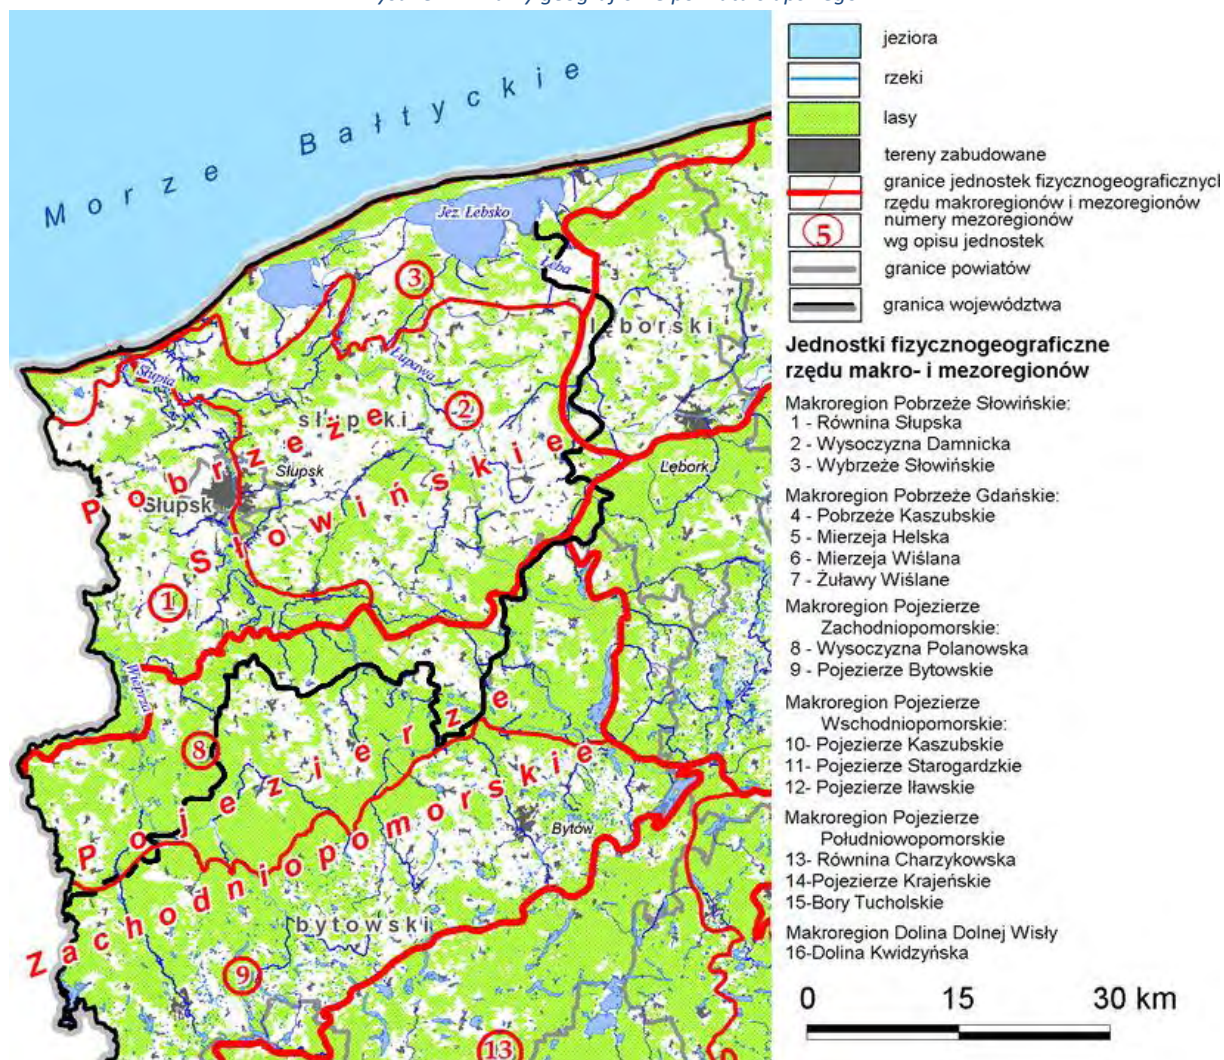 Morze Bałtyckie
Jez. Łebsko
Łeba
3
lęborski
Słupia
Łupawa
słupski
2
Pobrzeże
Słowińskie
Słupsk
Słupsk
Lębork
1
Wieprza
8
Pojezierze
Zachodniopomorskie
Bytów
bytowski
9
13
jeziora
rzeki
lasy
tereny zabudowane
granice jednostek fizycznogeograficznych
rzędu makroregionów i mezoregionów
5
numery mezoregionów
wg opisu jednostek
granice powiatów
granica województwa
Jednostki fizycznogeograficzne
rzędu makro- i mezoregionów
Makroregion Pobrzeże Słowińskie:
1 - Równina Słupska
2 - Wysoczyzna Damnicka
3 - Wybrzeże Słowińskie
Makroregion Pobrzeże Gdańskie:
4 - Pobrzeże Kaszubskie
5 - Mierzeja Helska
6 - Mierzeja Wiślana
7 - Żuławy Wiślane
Makroregion Pojezierze
Zachodniopomorskie:
8 - Wysoczyzna Polanowska
9 - Pojezierze Bytowskie
Makroregion Pojezierze
Wschodniopomorskie:
10- Pojezierze Kaszubskie
11- Pojezierze Starogardzkie
12- Pojezierze Iławskie
Makroregion Pojezierze
Południowopomorskie
13- Równina Charzykowska
14-Pojezierze Krajeńskie
15-Bory Tucholskie
Makroregion Dolina Dolnej Wisły
16-Dolina Kwidzyńska
0 15 30 km